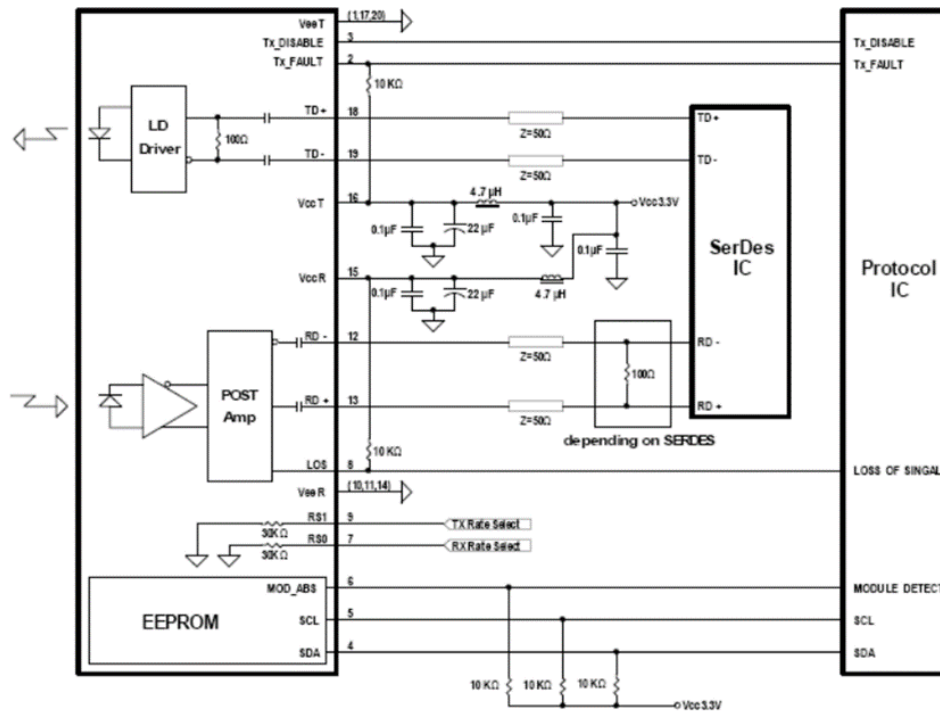 VeeT (1,17,20)
Tx_DISABLE 3 Tx_DISABLE
Tx_FAULT 2 Tx_FAULT
10 KΩ
LD
Driver
100Ω
TD+ 18 TD+
Z=50Ω
TD- 19 TD-
Z=50Ω
VccT 16
4.7 µH
Vcc3.3V
0.1µF
22 µF
0.1µF
0.1µF
SerDes
IC
Protocol
IC
VccR 15
0.1µF
22 µF
4.7 µH
RD - 12 RD -
Z=50Ω
100Ω
POST
Amp
RD + 13 RD +
Z=50Ω
depending on SERDES
10 KΩ
LOS 8 LOSS OF SINGAL
VeeR (10,11,14)
RS1 9 TX Rate Select
30KΩ
RS0 7 RX Rate Select
30KΩ
MOD_ABS 6 MODULE DETECT
EEPROM
SCL 5 SCL
SDA 4 SDA
10 KΩ 10 KΩ 10 KΩ
Vcc3.3V